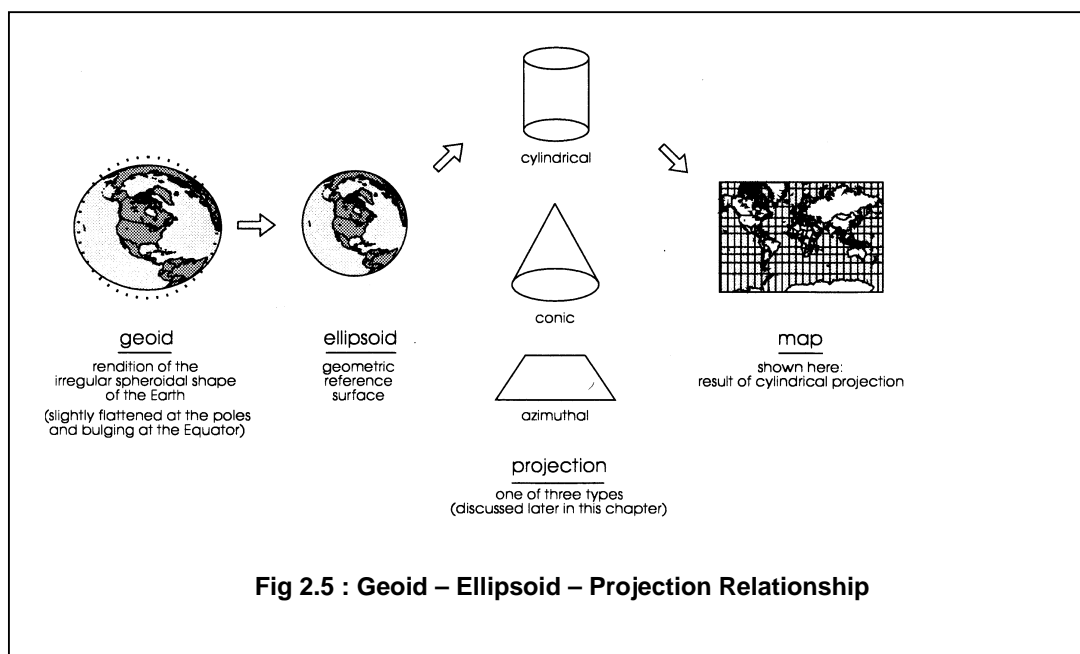 cylindrical
conic
azimuthal
geoid
rendition of the
irregular spheroidal shape
of the Earth
(slightly flattened at the poles
and bulging at the Equator)
ellipsoid
geometric
reference
surface
projection
one of three types
(discussed later in this chapter)
map
shown here:
result of cylindrical projection
Fig 2.5 : Geoid – Ellipsoid – Projection Relationship